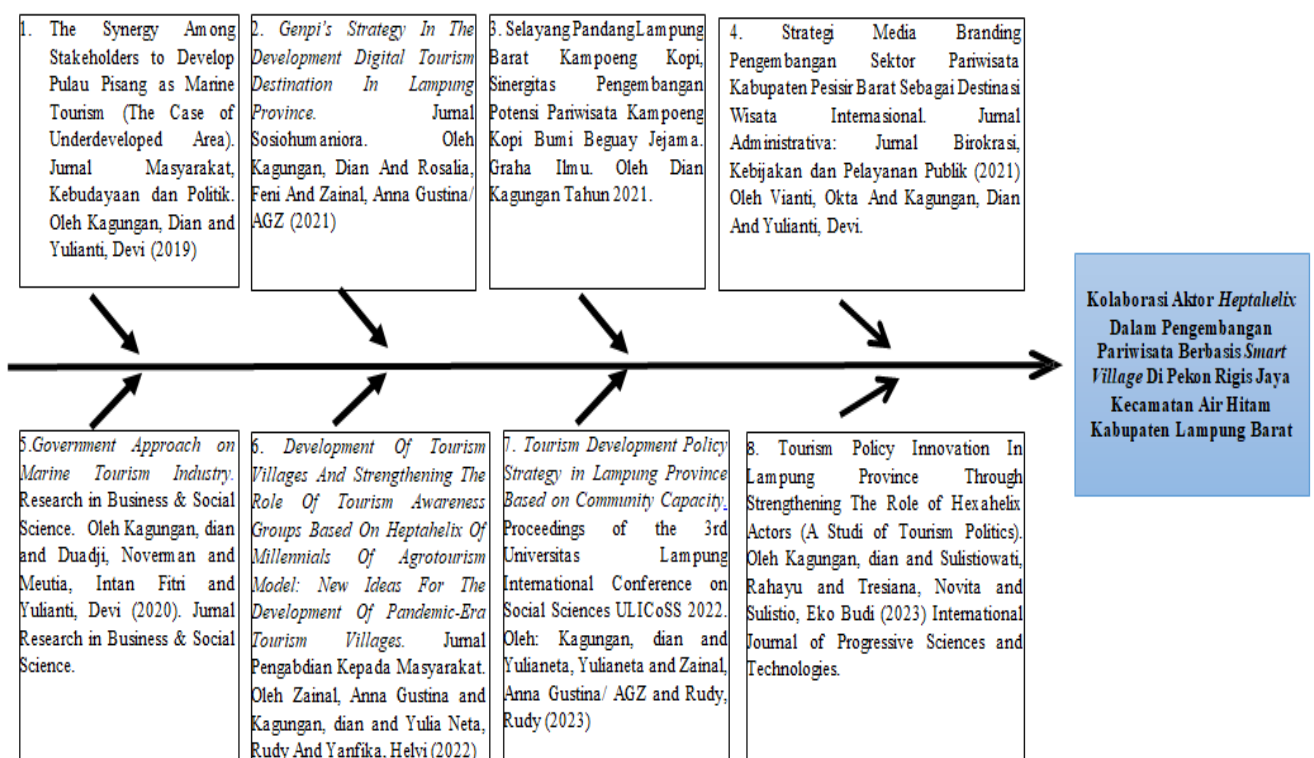 1. The Synergy Among
Stakeholders to Develop
Pulau Pisang as Marine
Tourism (The Case of
Underdeveloped Area).
Jurnal Masyarakat,
Kebudayaan dan Politik.
Oleh Kagungan, Dian and
Yulianti, Devi (2019)
2. Genpi's Strategy In The
Development Digital Tourism
Destination In Lampung
Province. Jurnal
Sosiohumaniora. Oleh
Kagungan, Dian And Rosalia,
Feni And Zainal, Anna Gustina/
AGZ (2021)
3. Selayang Pandang Lampung
Barat Kampoeng Kopi,
Sinergitas Pengembangan
Potensi Pariwisata Kampoeng
Kopi Bumi Beguay Jejama.
Graha Ilmu. Oleh Dian
Kagungan Tahun 2021.
4. Strategi Media Branding
Pengembangan Sektor Pariwisata
Kabupaten Pesisir Barat Sebagai Destinasi
Wisata Internasional. Jurnal
Administrativa: Jurnal Birokrasi,
Kebijakan dan Pelayanan Publik (2021)
Oleh Vianti, Okta And Kagungan, Dian
And Yulianti, Devi.
Kolaborasi Aktor Heptahelix
Dalam Pengembangan
Pariwisata Berbasis Smart
Village Di Pekon Rigis Jaya
Kecamatan Air Hitam
Kabupaten Lampung Barat
5.Government Approach on
Marine Tourism Industry.
Research in Business & Social
Science. Oleh Kagungan, dian
and Duadji, Noverman and
Meutia, Intan Fitri and
Yulianti, Devi (2020). Jurnal
Research in Business & Social
Science.
6. Development Of Tourism
Villages And Strengthening The
Role Of Tourism Awareness
Groups Based On Heptahelix Of
Millennials Of Agrotourism
Model: New Ideas For The
Development Of Pandemic-Era
Tourism Villages. Jurnal
Pengabdian Kepada Masyarakat.
Oleh Zainal, Anna Gustina and
Kagungan, dian and Yulia Neta,
Rudy And Yanfika, Helvi (2022)
7. Tourism Development Policy
Strategy in Lampung Province
Based on Community Capacity.
Proceedings of the 3rd
Universitas Lampung
International Conference on
Social Sciences ULICoSS 2022.
Oleh: Kagungan, dian and
Yulianeta, Yulianeta and Zainal,
Anna Gustina/ AGZ and Rudy,
Rudy (2023)
8. Tourism Policy Innovation In
Lampung Province Through
Strengthening The Role of Hexahelix
Actors (A Studi of Tourism Politics).
Oleh Kagungan, dian and Sulistiowati,
Rahayu and Tresiana, Novita and
Sulistio, Eko Budi (2023) International
Journal of Progressive Sciences and
Technologies.